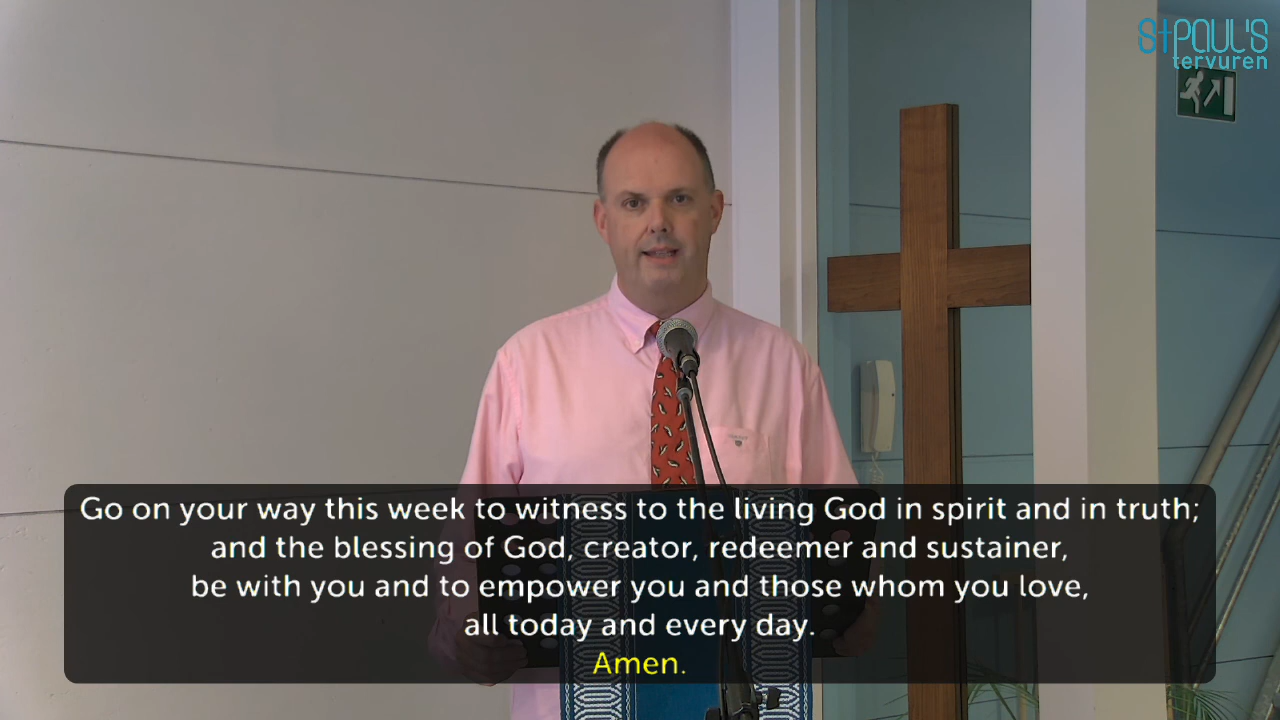 St PAUL'S
tervuren
Go on your way this week to witness to the living God in spirit and in truth;
and the blessing of God, creator, redeemer and sustainer,
be with you and to empower you and those whom you love,
all today and every day.
Amen.